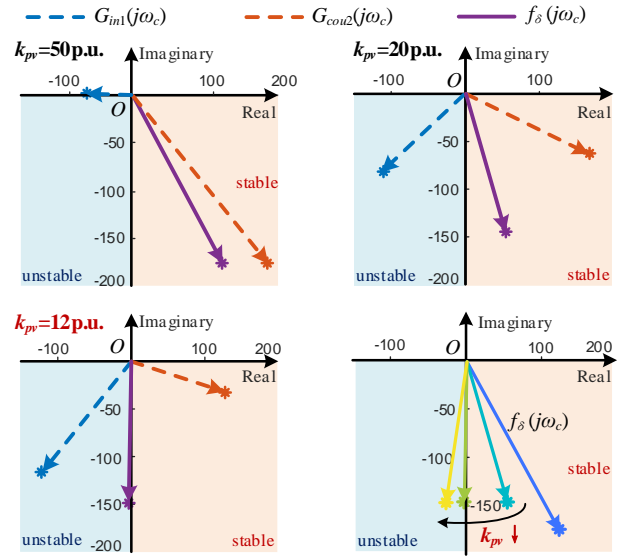 G_in1(jω_c) G_cou2(jω_c) f_δ(jω_c)
k_pv=50p.u.
Imaginary
-100
100
200
O
Real
-50
-100
-150
-200
stable
unstable
k_pv=20p.u.
Imaginary
-100
100
O
Real
-50
-100
-150
-200
unstable
stable
k_pv=12p.u.
Imaginary
-100
100
200
O
Real
-50
-100
-150
-200
stable
unstable
Imaginary
-100
100
200
O
Real
-50
f_δ(jω_c)
-100
-150
-200
stable
unstable
k_pv↓